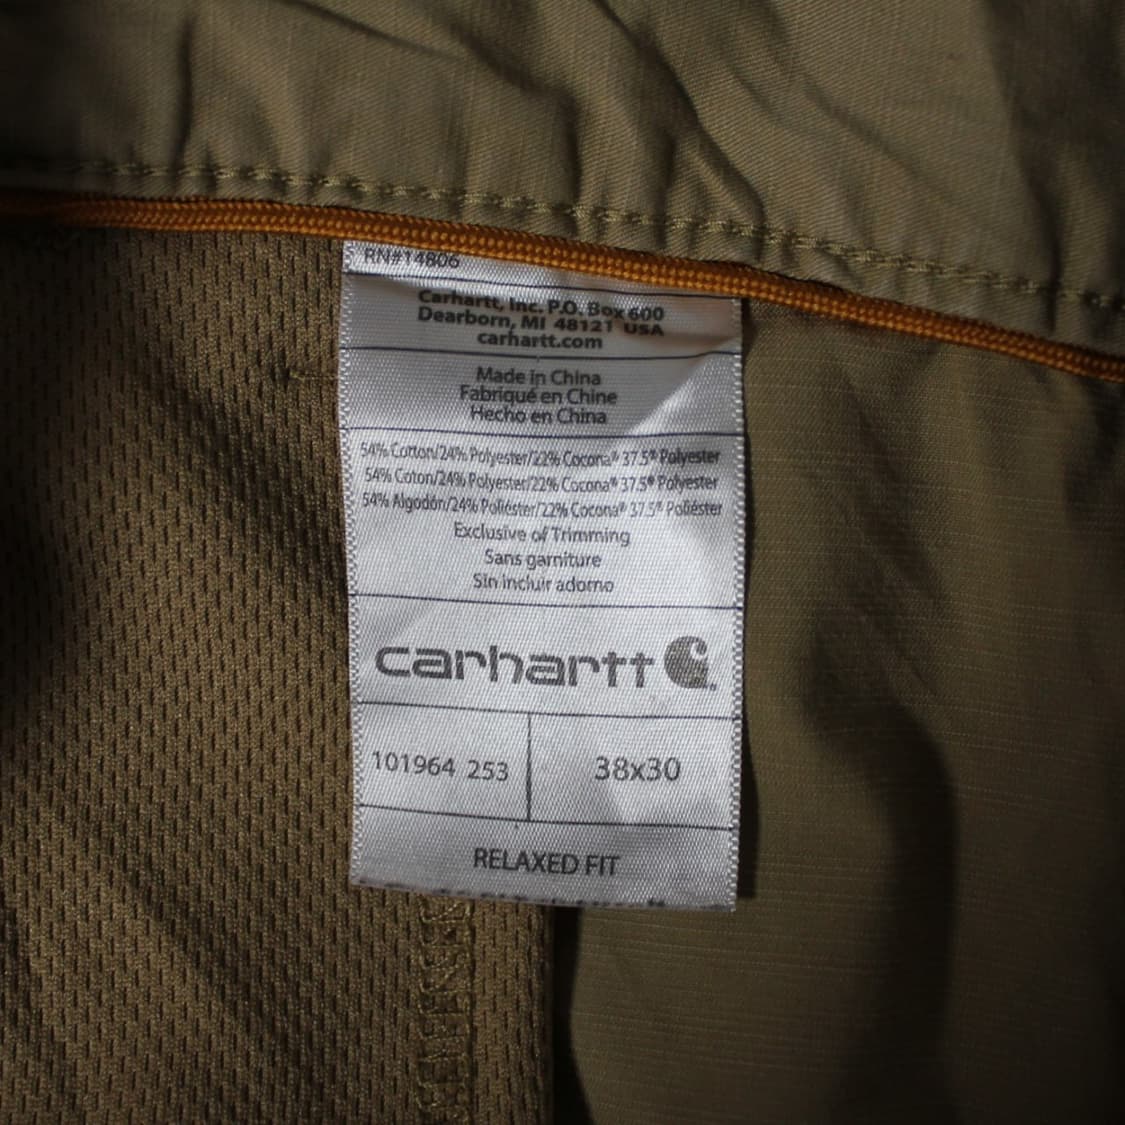 RN#14806
Carhartt, Inc. P.O. Box 600
Dearborn, MI 48121 USA
carhartt.com
Made in China
Fabriqué en Chine
Hecho en China
54% Cotton/24% Polyester/22% Cocona® 37.5® Polyester
54% Coton/24% Polyester/22% Cocona® 37.5® Polyester
54% Algodón/24% Poliéster/22% Cocona® 37.5® Poliéster
Exclusive of Trimming
Sans garniture
Sin incluir adorno
carhartt
101964 253
38x30
RELAXED FIT